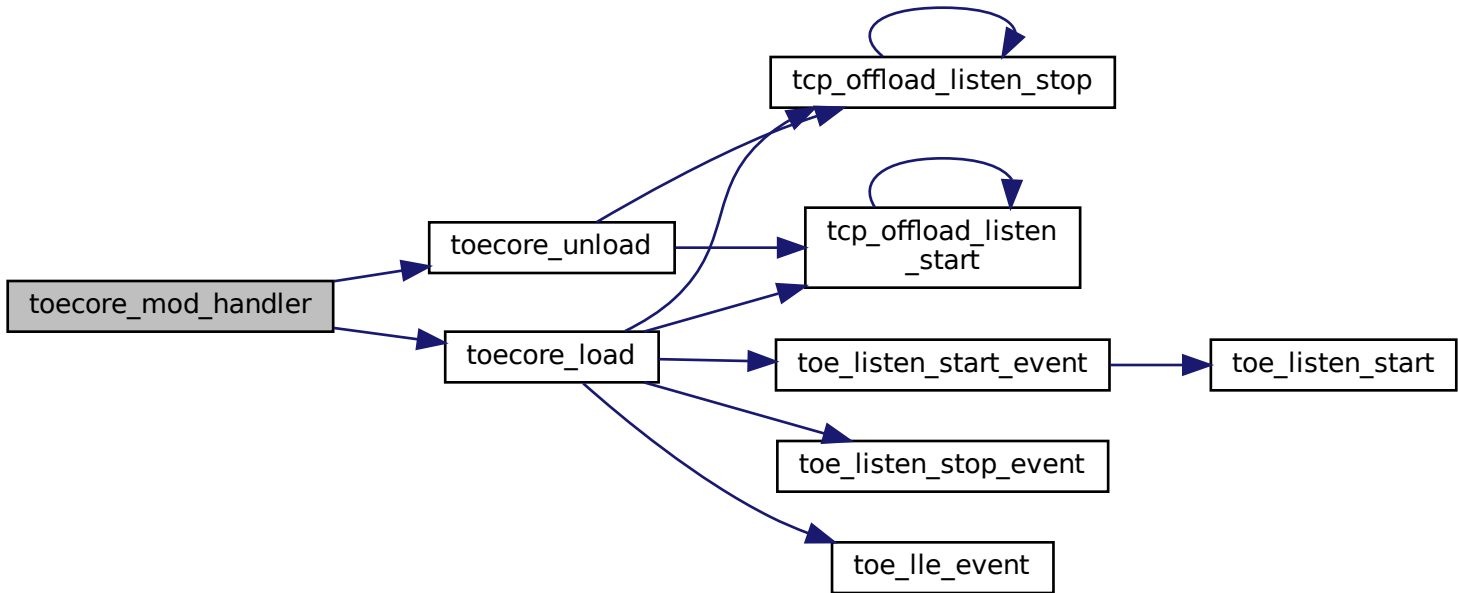 tcp_offload_listen_stop
tcp_offload_listen
_start
toecore_unload
toecore_mod_handler
toecore_load
toe_listen_start_event
toe_listen_start
toe_listen_stop_event
toe_lle_event